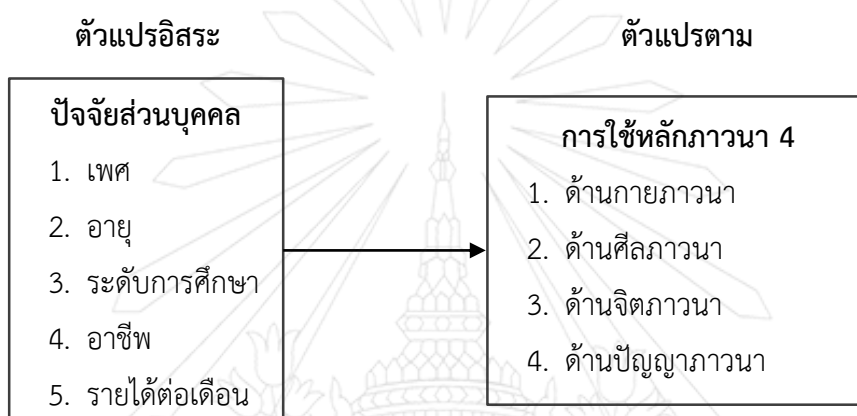 ตัวแปรอิสระ
ตัวแปรตาม
ปัจจัยส่วนบุคคล
1. เพศ
2. อายุ
3. ระดับการศึกษา
4. อาชีพ
5. รายได้ต่อเดือน
การใช้หลักภาวนา 4
1. ด้านกายภาวนา
2. ด้านศีลภาวนา
3. ด้านจิตภาวนา
4. ด้านปัญญาภาวนา